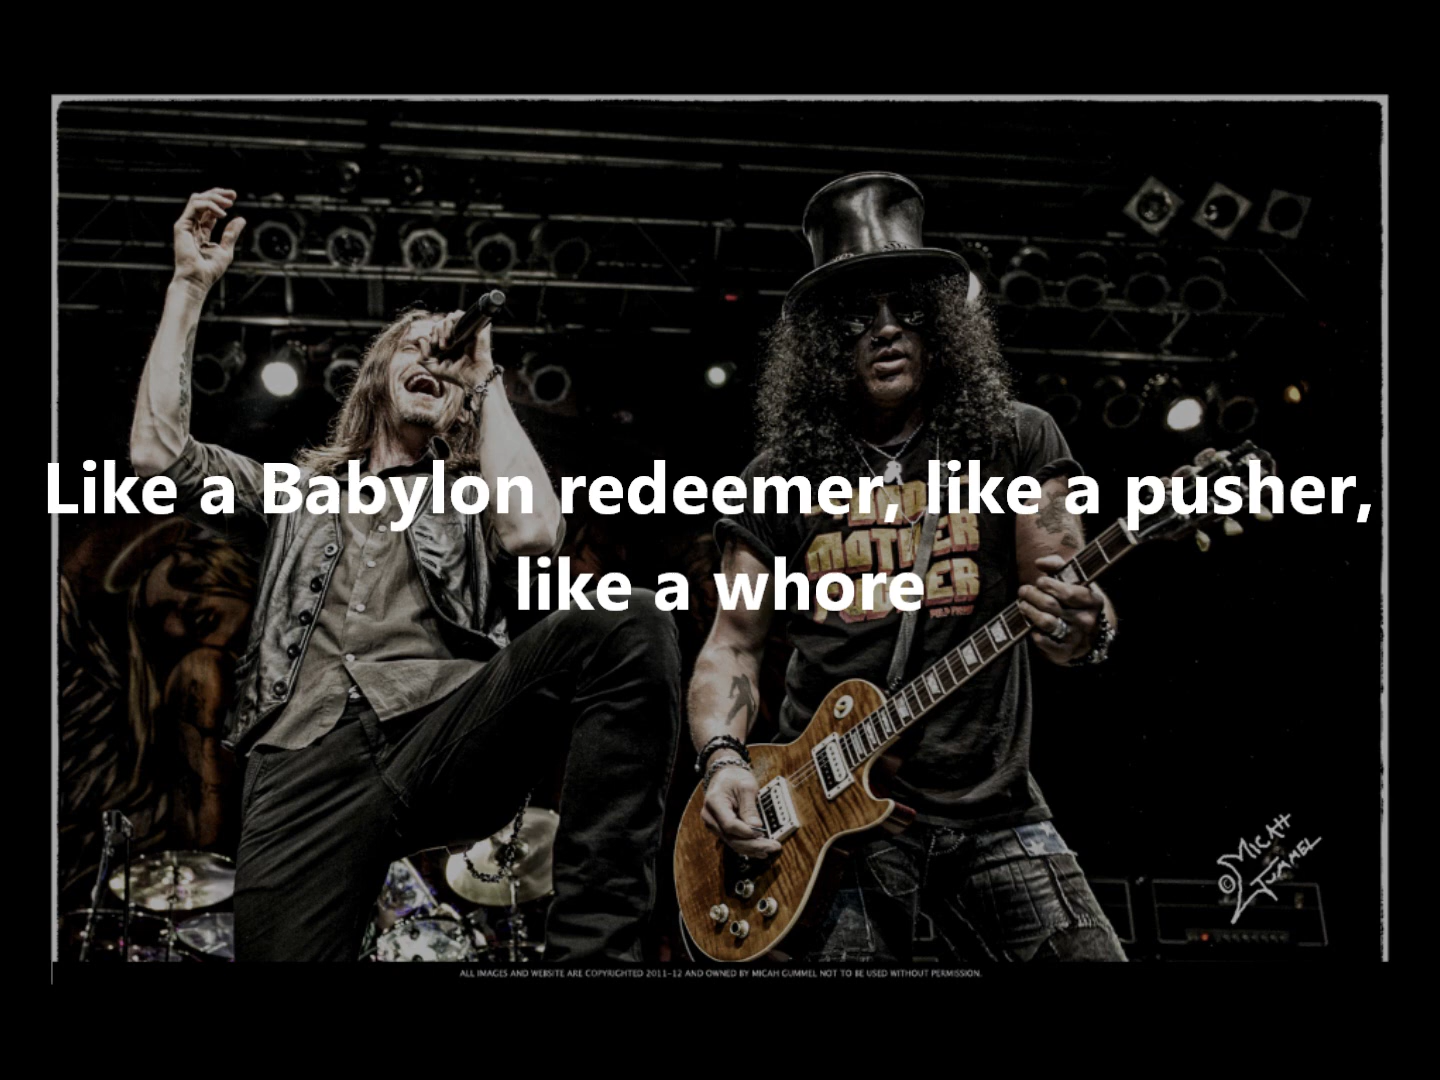 Like a Babylon redeemer, like a pusher,
like a whore
© MICAH
GUMMEL
ALL IMAGES AND WEBSITE ARE COPYRIGHTED 2011-12 AND OWNED BY MICAH GUMMEL NOT TO BE USED WITHOUT PERMISSION.